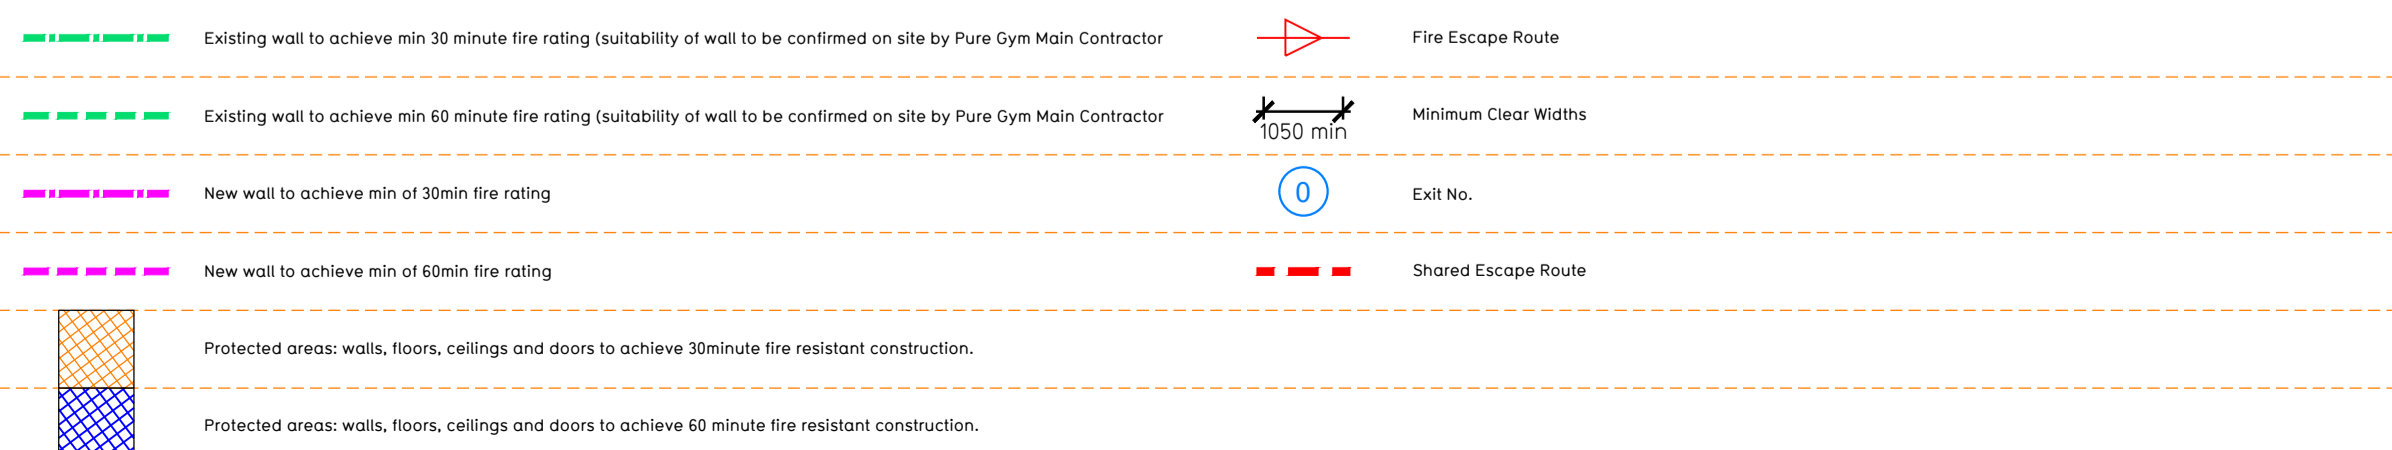 Existing wall to achieve min 30 minute fire rating (suitability of wall to be confirmed on site by Pure Gym Main Contractor
Fire Escape Route
Existing wall to achieve min 60 minute fire rating (suitability of wall to be confirmed on site by Pure Gym Main Contractor
1050 min
Minimum Clear Widths
New wall to achieve min of 30min fire rating
0
Exit No.
New wall to achieve min of 60min fire rating
Shared Escape Route
Protected areas: walls, floors, ceilings and doors to achieve 30minute fire resistant construction.
Protected areas: walls, floors, ceilings and doors to achieve 60 minute fire resistant construction.